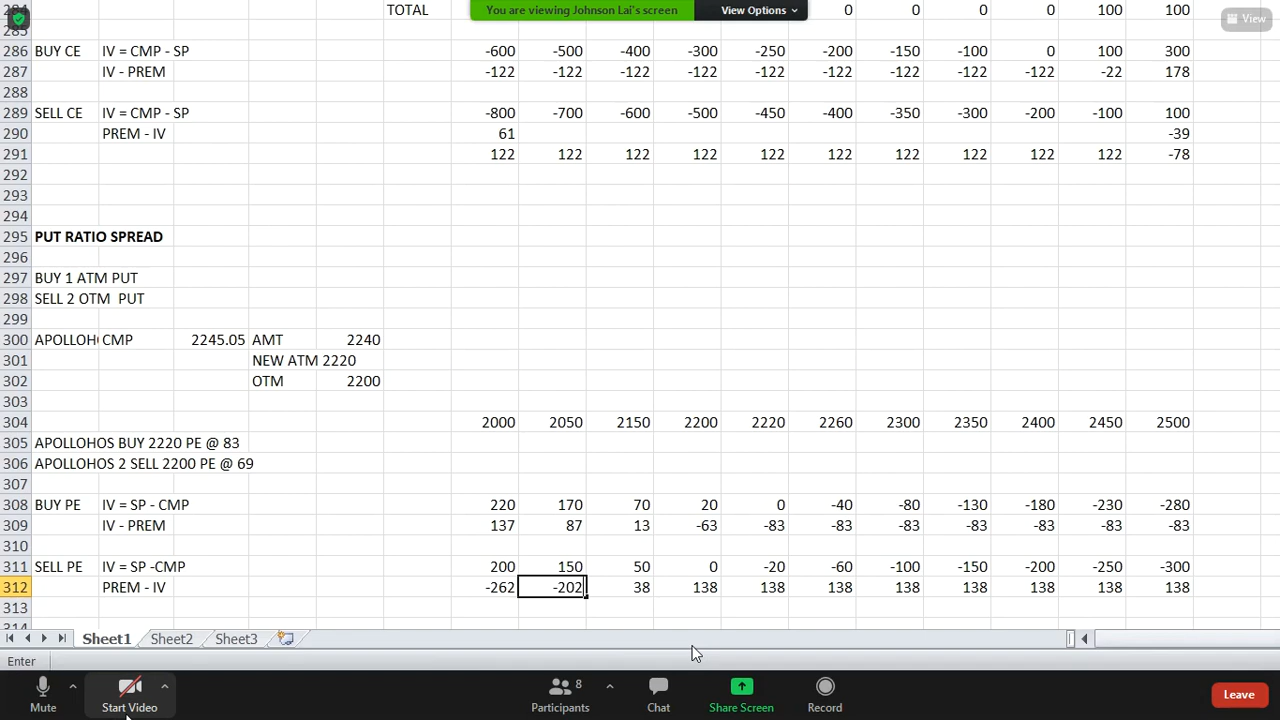 284 TOTAL 0 0 0 0 100 100
You are viewing Johnson Lai's screen View Options
View
285
286 BUY CE IV = CMP - SP -600 -500 -400 -300 -250 -200 -150 -100 0 100 300
287 IV - PREM -122 -122 -122 -122 -122 -122 -122 -122 -122 -22 178
288
289 SELL CE IV = CMP - SP -800 -700 -600 -500 -450 -400 -350 -300 -200 -100 100
290 PREM - IV 61 -39
291 122 122 122 122 122 122 122 122 122 122 -78
292
293
294
295 PUT RATIO SPREAD
296
297 BUY 1 ATM PUT
298 SELL 2 OTM PUT
299
300 APOLLOH CMP 2245.05 AMT 2240
301 NEW ATM 2220
302 OTM 2200
303
304 2000 2050 2150 2200 2220 2260 2300 2350 2400 2450 2500
305 APOLLOHOS BUY 2220 PE @ 83
306 APOLLOHOS 2 SELL 2200 PE @ 69
307
308 BUY PE IV = SP - CMP 220 170 70 20 0 -40 -80 -130 -180 -230 -280
309 IV - PREM 137 87 13 -63 -83 -83 -83 -83 -83 -83 -83
310
311 SELL PE IV = SP -CMP 200 150 50 0 -20 -60 -100 -150 -200 -250 -300
312 PREM - IV -262 -202 38 138 138 138 138 138 138 138 138
313
314
Sheet1 Sheet2 Sheet3
Enter
8
Mute Start Video Participants Chat Share Screen Record Leave